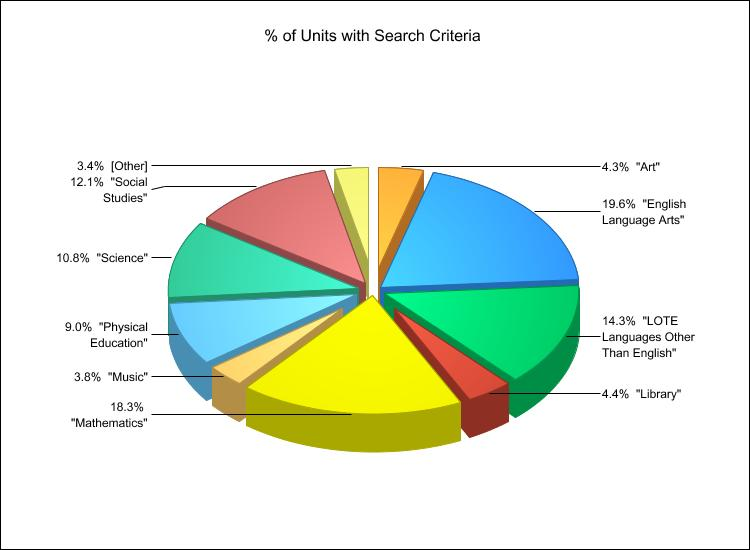 % of Units with Search Criteria
3.4%  [Other]
12.1%  "Social
Studies"
10.8%  "Science"
9.0%  "Physical
Education"
3.8%  "Music"
18.3%
"Mathematics"
4.3%  "Art"
19.6%  "English
Language Arts"
14.3%  "LOTE
Languages Other
Than English"
4.4%  "Library"